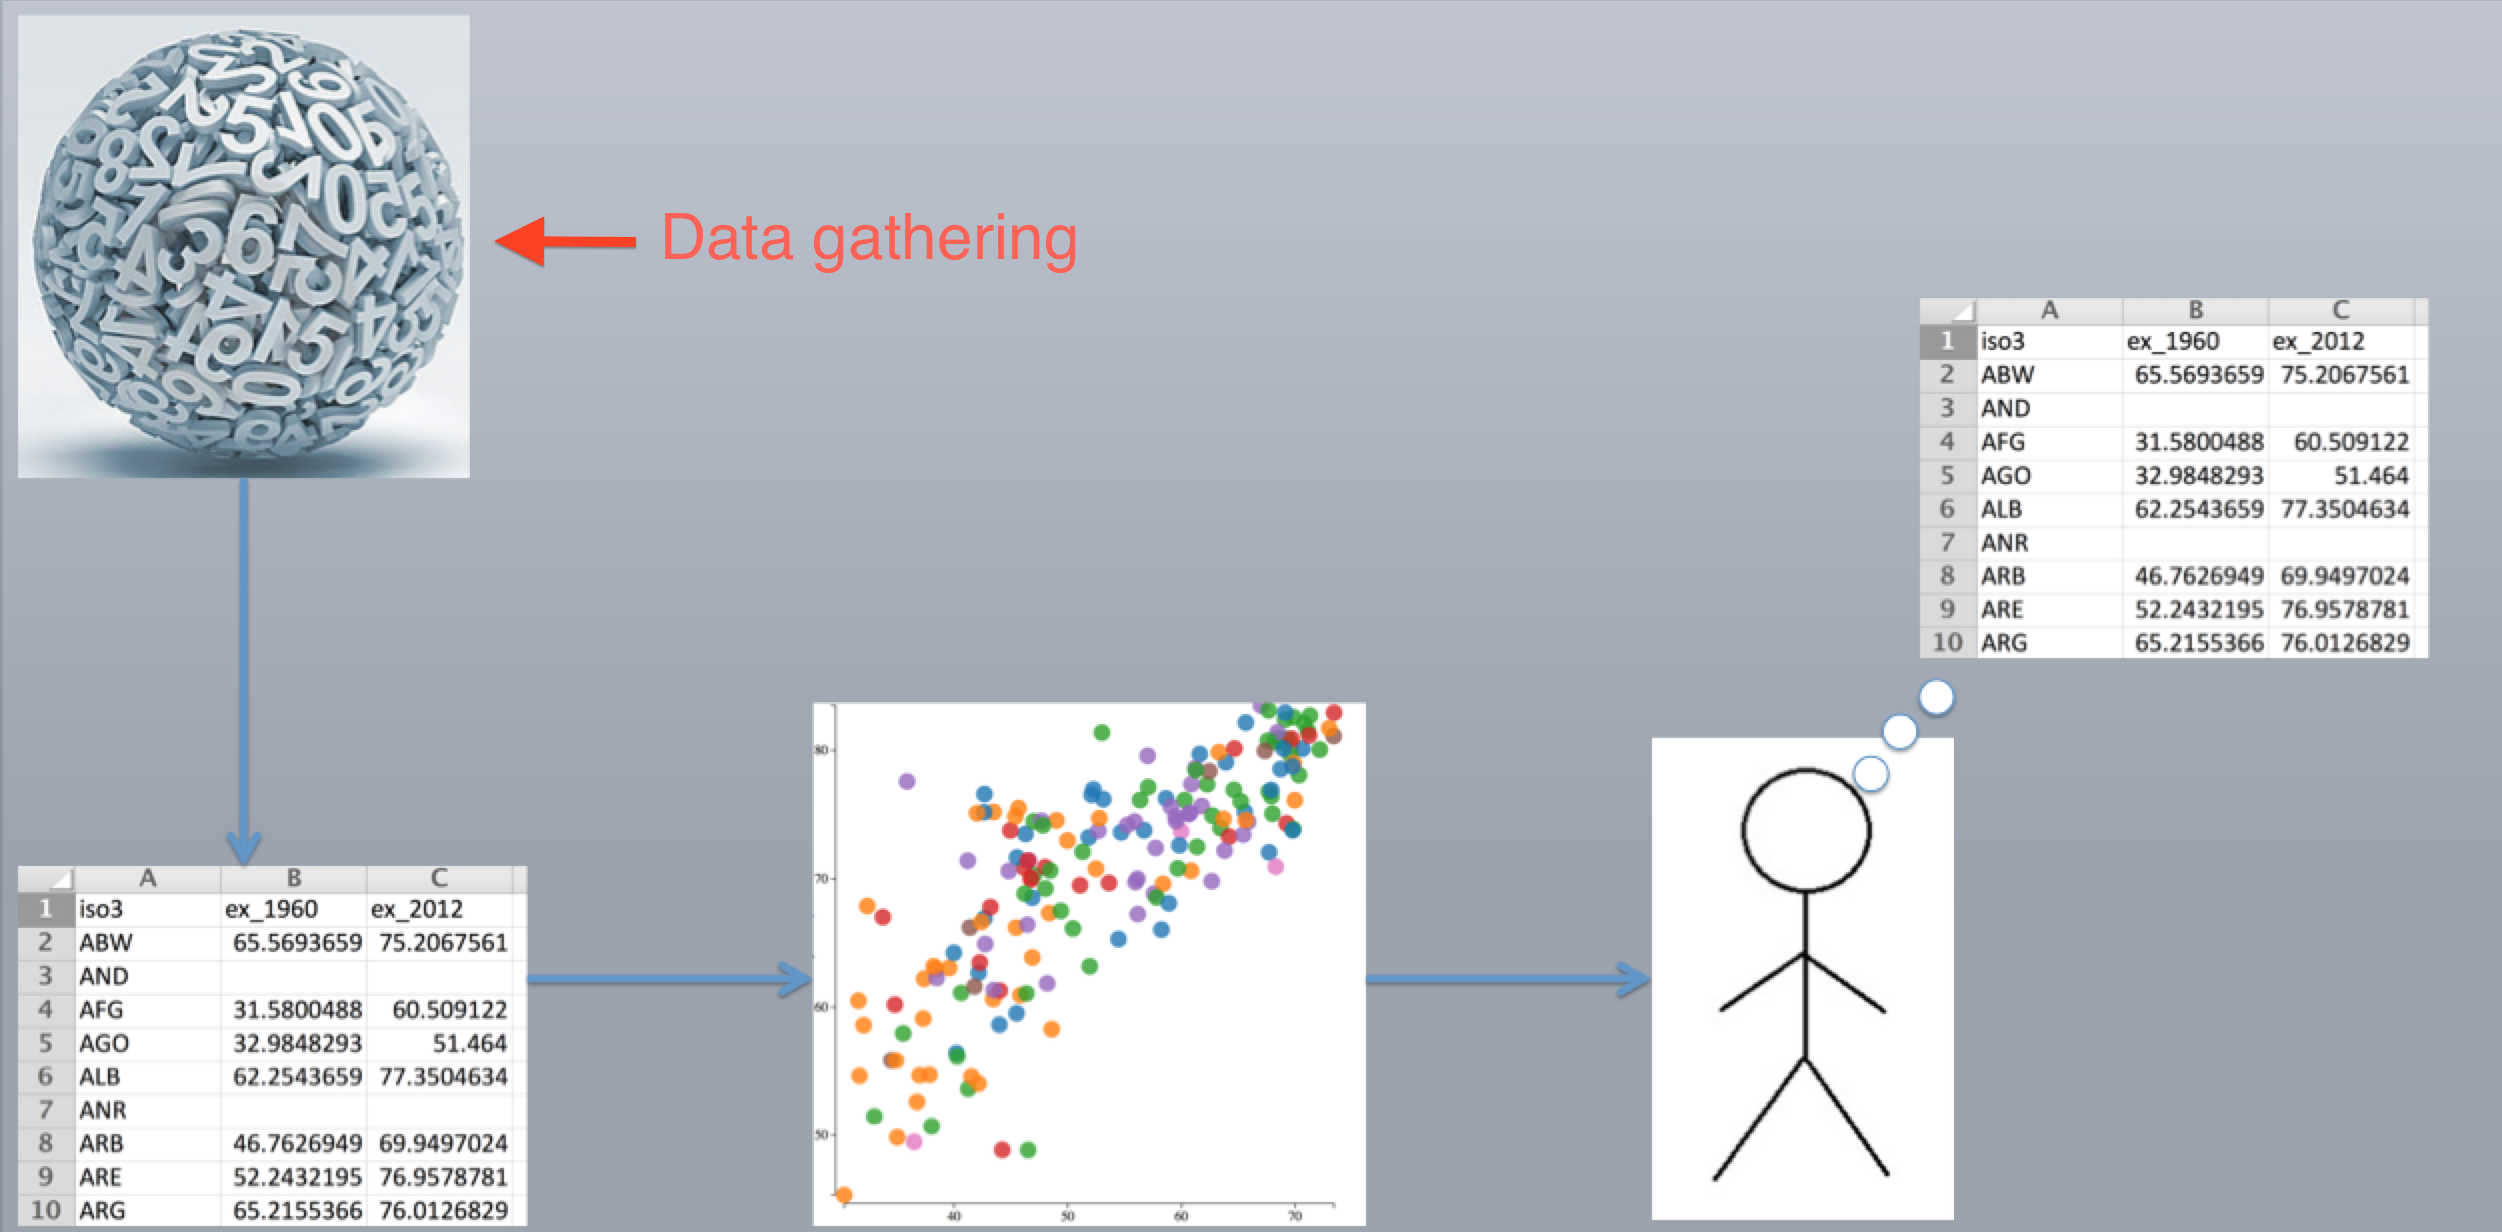 Data gathering
A B C
1 iso3 ex_1960 ex_2012
2 ABW 65.5693659 75.2067561
3 AND
4 AFG 31.5800488 60.509122
5 AGO 32.9848293 51.464
6 ALB 62.2543659 77.3504634
7 ANR
8 ARB 46.7626949 69.9497024
9 ARE 52.2432195 76.9578781
10 ARG 65.2155366 76.0126829
A B C
1 iso3 ex_1960 ex_2012
2 ABW 65.5693659 75.2067561
3 AND
4 AFG 31.5800488 60.509122
5 AGO 32.9848293 51.464
6 ALB 62.2543659 77.3504634
7 ANR
8 ARB 46.7626949 69.9497024
9 ARE 52.2432195 76.9578781
10 ARG 65.2155366 76.0126829
80
70
60
50
40 50 60 70